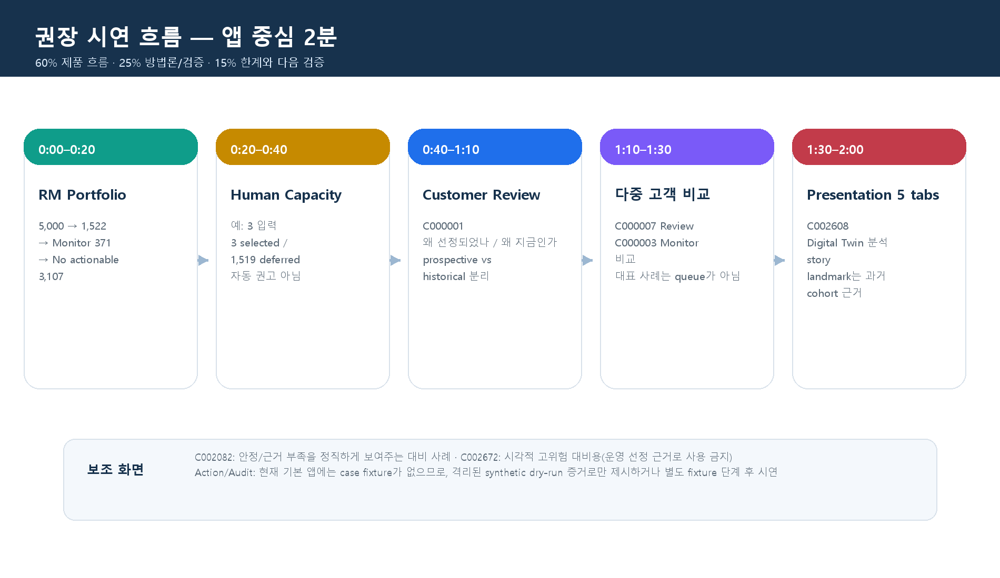 권장 시연 흐름 — 앱 중심 2분
60% 제품 흐름 · 25% 방법론/검증 · 15% 한계와 다음 검증
0:00–0:20
RM Portfolio
5,000 → 1,522
→ Monitor 371
→ No actionable
3,107
0:20–0:40
Human Capacity
예: 3 입력
3 selected /
1,519 deferred
자동 권고 아님
0:40–1:10
Customer Review
C000001
왜 선정되었나 / 왜 지금인가
prospective vs
historical 분리
1:10–1:30
다중 고객 비교
C000007 Review
C000003 Monitor
비교
대표 사례는 queue가 아님
1:30–2:00
Presentation 5 tabs
C002608
Digital Twin 분석
story
landmark는 과거
cohort 근거
보조 화면
C002082: 안정/근거 부족을 정직하게 보여주는 대비 사례 · C002672: 시각적 고위험 대비용(운영 선정 근거로 사용 금지)
Action/Audit: 현재 기본 앱에는 case fixture가 없으므로, 격리된 synthetic dry-run 증거로만 제시하거나 별도 fixture 단계 후 시연